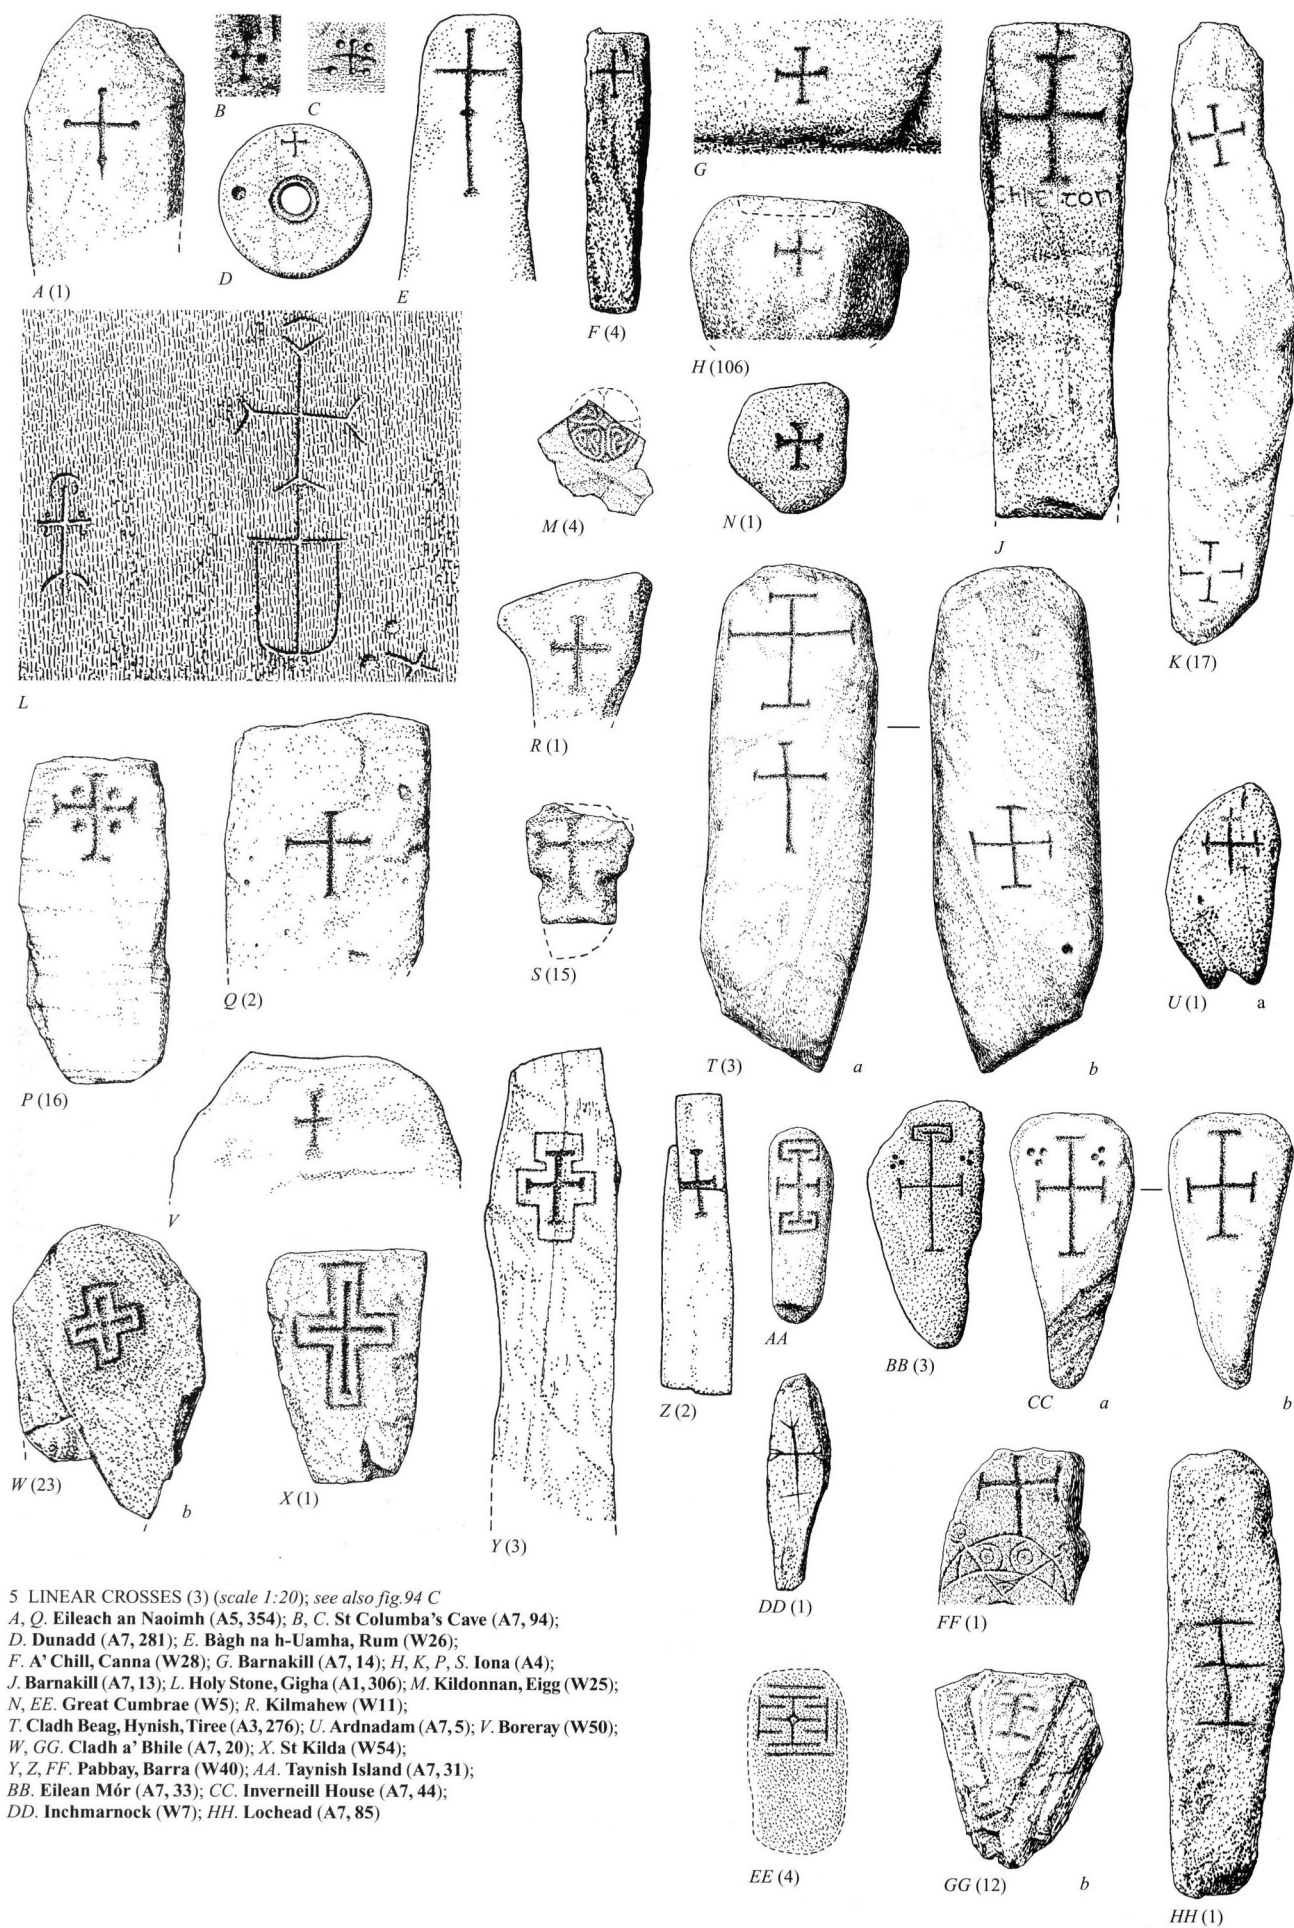 B
C
A (1)
D
E
F (4)
G
H (106)
J
K (17)
L
M (4)
N (1)
R (1)
P (16)
Q (2)
S (15)
T (3) a b
U (1) a
V
W (23) b
X (1)
Y (3)
Z (2)
AA
BB (3)
CC a b
DD (1)
FF (1)
EE (4)
GG (12) b
HH (1)
5 LINEAR CROSSES (3) (scale 1:20); see also fig.94 C
A, Q. Eileach an Naoimh (A5, 354); B, C. St Columba's Cave (A7, 94);
D. Dunadd (A7, 281); E. Bàgh na h-Uamha, Rum (W26);
F. A' Chill, Canna (W28); G. Barnakill (A7, 14); H, K, P, S. Iona (A4);
J. Barnakill (A7, 13); L. Holy Stone, Gigha (A1, 306); M. Kildonnan, Eigg (W25);
N, EE. Great Cumbrae (W5); R. Kilmahew (W11);
T. Cladh Beag, Hynish, Tiree (A3, 276); U. Ardnadam (A7, 5); V. Boreray (W50);
W, GG. Cladh a' Bhile (A7, 20); X. St Kilda (W54);
Y, Z, FF. Pabbay, Barra (W40); AA. Taynish Island (A7, 31);
BB. Eilean Mór (A7, 33); CC. Inverneill House (A7, 44);
DD. Inchmarnock (W7); HH. Lochead (A7, 85)